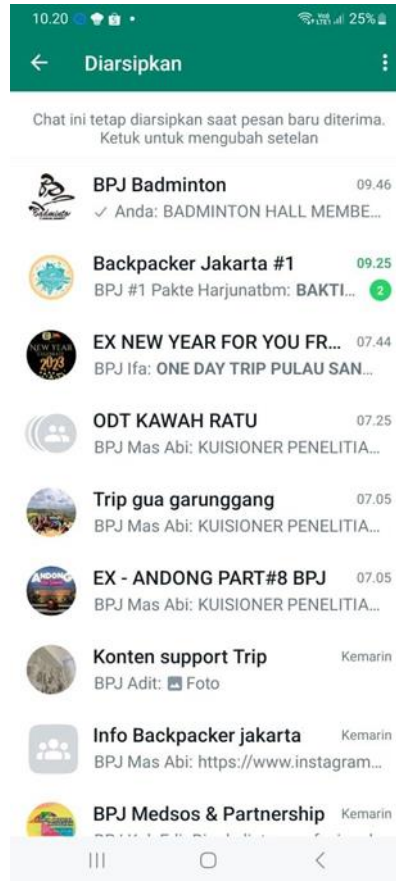 10.20 25%
Diarsipkan
Chat ini tetap diarsipkan saat pesan baru diterima.
Ketuk untuk mengubah setelan
BPJ Badminton 09.46
Anda: BADMINTON HALL MEMBE...
Backpacker Jakarta #1 09.25
BPJ #1 Pakte Harjunatbm: BAKTI... 2
EX NEW YEAR FOR YOU FR... 07.44
BPJ Ifa: ONE DAY TRIP PULAU SAN...
NEW YEAR
2023
ODT KAWAH RATU 07.25
BPJ Mas Abi: KUISIONER PENELITIA...
Trip gua garunggang 07.05
BPJ Mas Abi: KUISIONER PENELITIA...
EX - ANDONG PART#8 BPJ 07.05
BPJ Mas Abi: KUISIONER PENELITIA...
ANDONG
Konten support Trip Kemarin
BPJ Adit: Foto
Info Backpacker jakarta Kemarin
BPJ Mas Abi: https://www.instagram...
BPJ Medsos & Partnership Kemarin